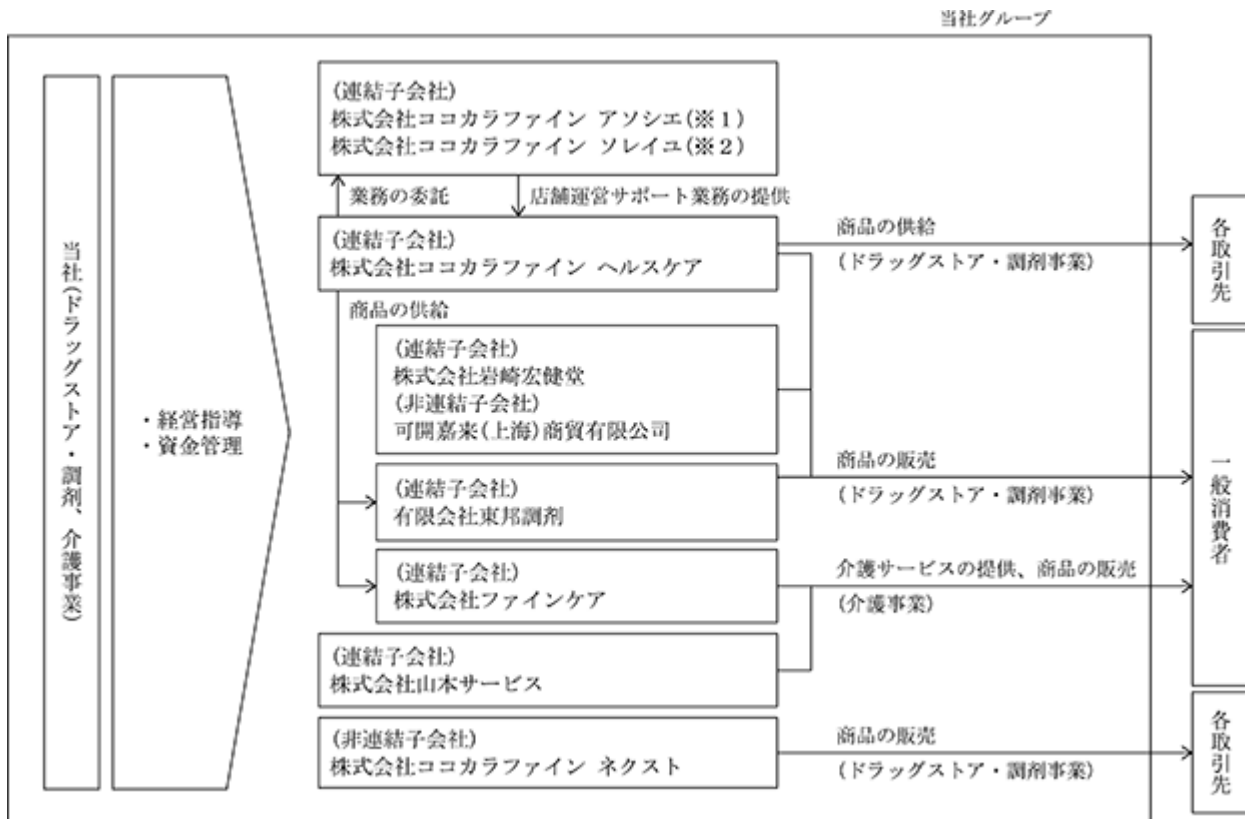 当社グループ
当社(ドラッグストア・調剤、介護事業)
・経営指導
・資金管理
(連結子会社)
株式会社ココカラファイン アソシエ(※1)
株式会社ココカラファイン ソレイユ(※2)
業務の委託
店舗運営サポート業務の提供
(連結子会社)
株式会社ココカラファイン ヘルスケア
商品の供給
(ドラッグストア・調剤事業)
各取引先
商品の供給
(連結子会社)
株式会社岩崎宏健堂
(非連結子会社)
可開嘉来(上海)商貿有限公司
(連結子会社)
有限会社東邦調剤
商品の販売
(ドラッグストア・調剤事業)
一般消費者
(連結子会社)
株式会社ファインケア
介護サービスの提供、商品の販売
(介護事業)
(連結子会社)
株式会社山本サービス
(非連結子会社)
株式会社ココカラファイン ネクスト
商品の販売
(ドラッグストア・調剤事業)
各取引先